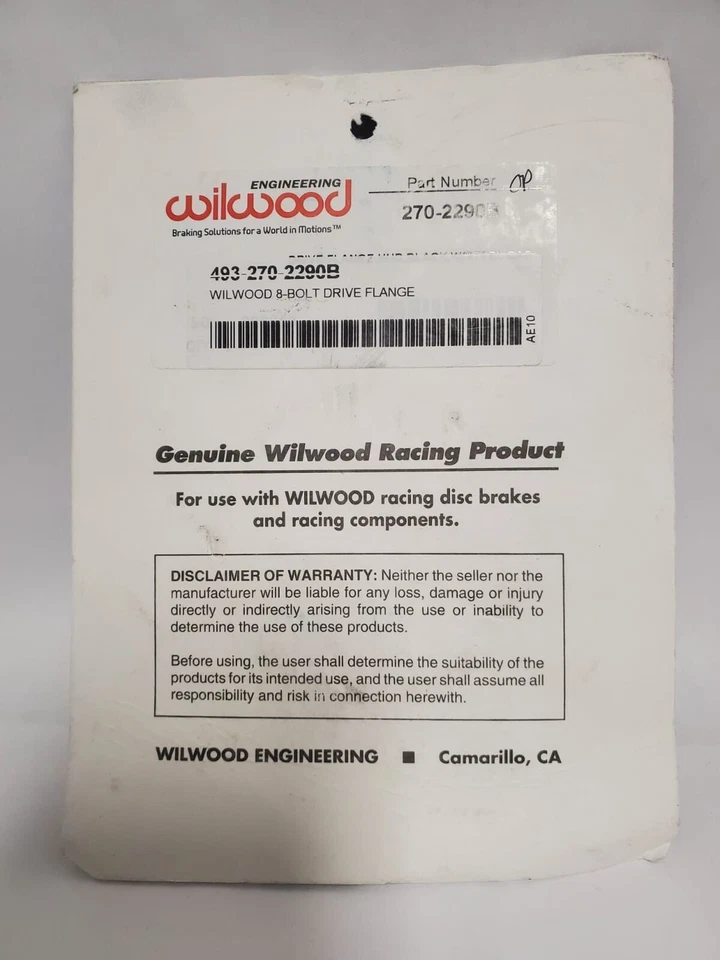 ENGINEERING
wilwood
Braking Solutions for a World in Motions™
Part Number
270-2290B
493-270-2290B
WILWOOD 8-BOLT DRIVE FLANGE
AE10
Genuine Wilwood Racing Product
For use with WILWOOD racing disc brakes
and racing components.
DISCLAIMER OF WARRANTY: Neither the seller nor the
manufacturer will be liable for any loss, damage or injury
directly or indirectly arising from the use or inability to
determine the use of these products.
Before using, the user shall determine the suitability of the
products for its intended use, and the user shall assume all
responsibility and risk in connection herewith.
WILWOOD ENGINEERING ■ Camarillo, CA